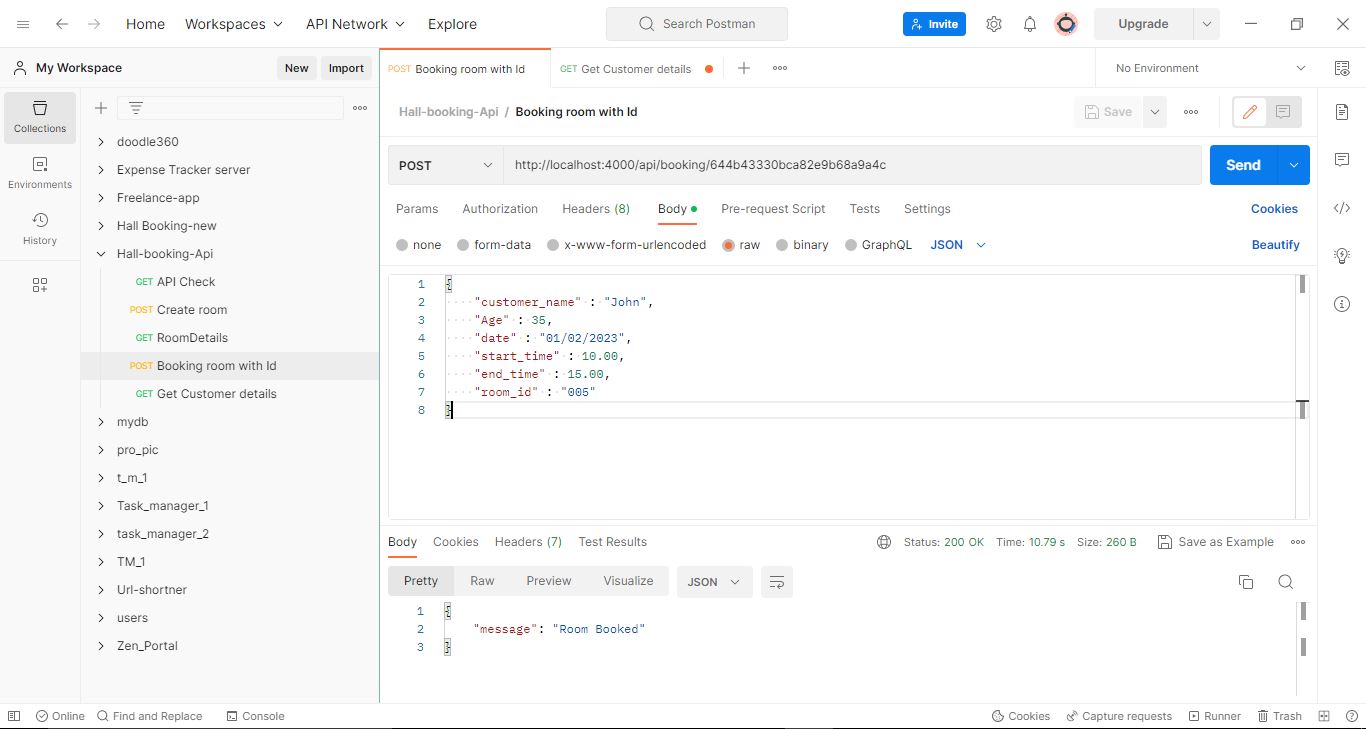 Home Workspaces API Network Explore Search Postman Invite Upgrade
My Workspace New Import POST Booking room with Id GET Get Customer details No Environment
Collections
Environments
History
doodle360
Expense Tracker server
Freelance-app
Hall Booking-new
Hall-booking-Api
GET API Check
POST Create room
GET RoomDetails
POST Booking room with Id
GET Get Customer details
mydb
pro_pic
t_m_1
Task_manager_1
task_manager_2
TM_1
Url-shortner
users
Zen_Portal
Hall-booking-Api / Booking room with Id Save
POST http://localhost:4000/api/booking/644b43330bca82e9b68a9a4c Send
Params Authorization Headers (8) Body Pre-request Script Tests Settings Cookies
none form-data x-www-form-urlencoded raw binary GraphQL JSON Beautify
1 {
2 "customer_name" : "John",
3 "Age" : 35,
4 "date" : "01/02/2023",
5 "start_time" : 10.00,
6 "end_time" : 15.00,
7 "room_id" : "005"
8 }
Body Cookies Headers (7) Test Results Status: 200 OK Time: 10.79 s Size: 260 B Save as Example
Pretty Raw Preview Visualize JSON
1 {
2 "message": "Room Booked"
3 }
Online Find and Replace Console Cookies Capture requests Runner Trash